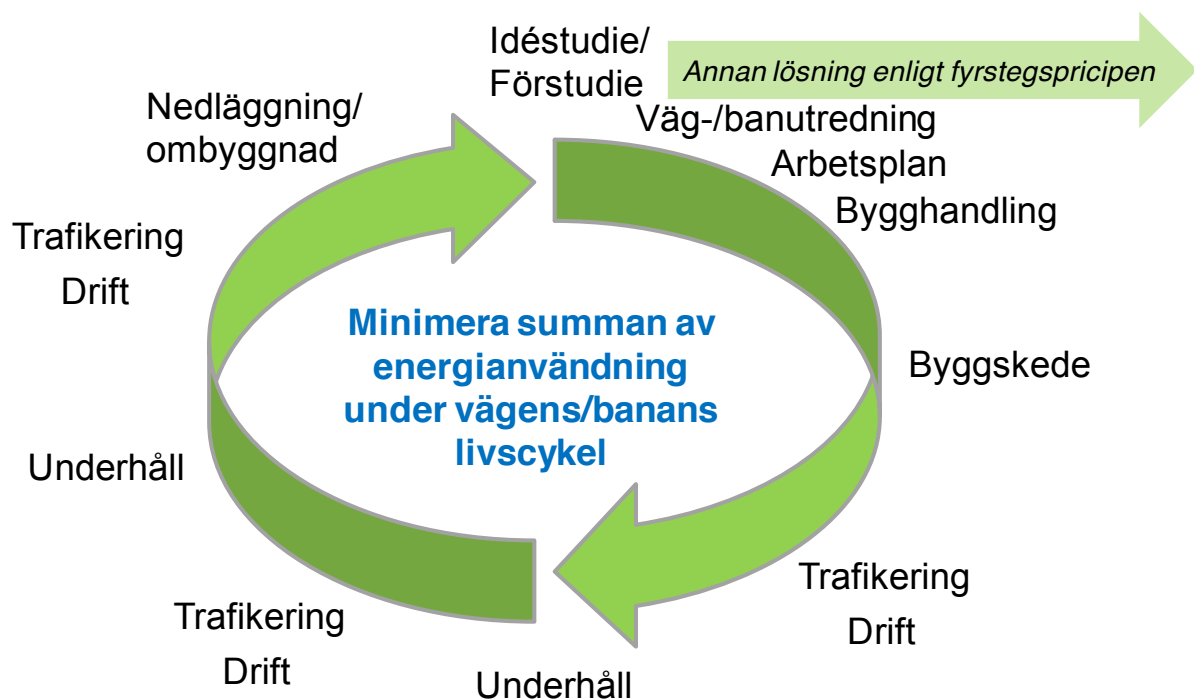 Idéstudie/
Förstudie
Annan lösning enligt fyrstegspricipen
Väg-/banutredning
Arbetsplan
Bygghandling
Byggskede
Trafikering
Drift
Underhåll
Trafikering
Drift
Underhåll
Trafikering
Drift
Nedläggning/
ombyggnad
Minimera summan av
energianvändning
under vägens/banans
livscykel